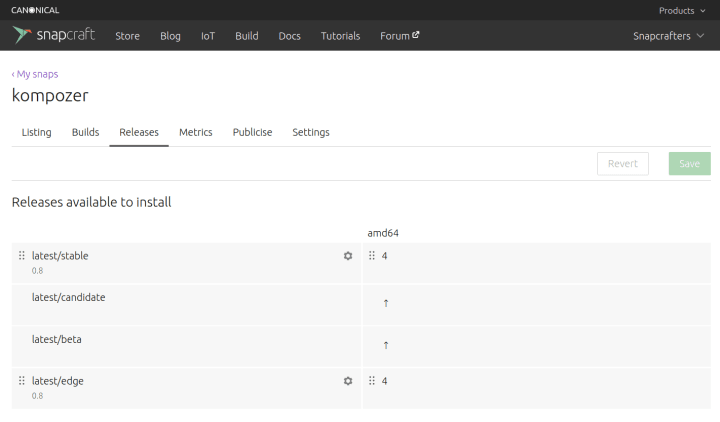 CANONICAL
Products
snapcraft Store Blog IoT Build Docs Tutorials Forum Snapcrafters
‹ My snaps
kompozer
Listing Builds Releases Metrics Publicise Settings
Revert Save
Releases available to install
amd64
latest/stable 4
0.8
latest/candidate ↑
latest/beta ↑
latest/edge 4
0.8